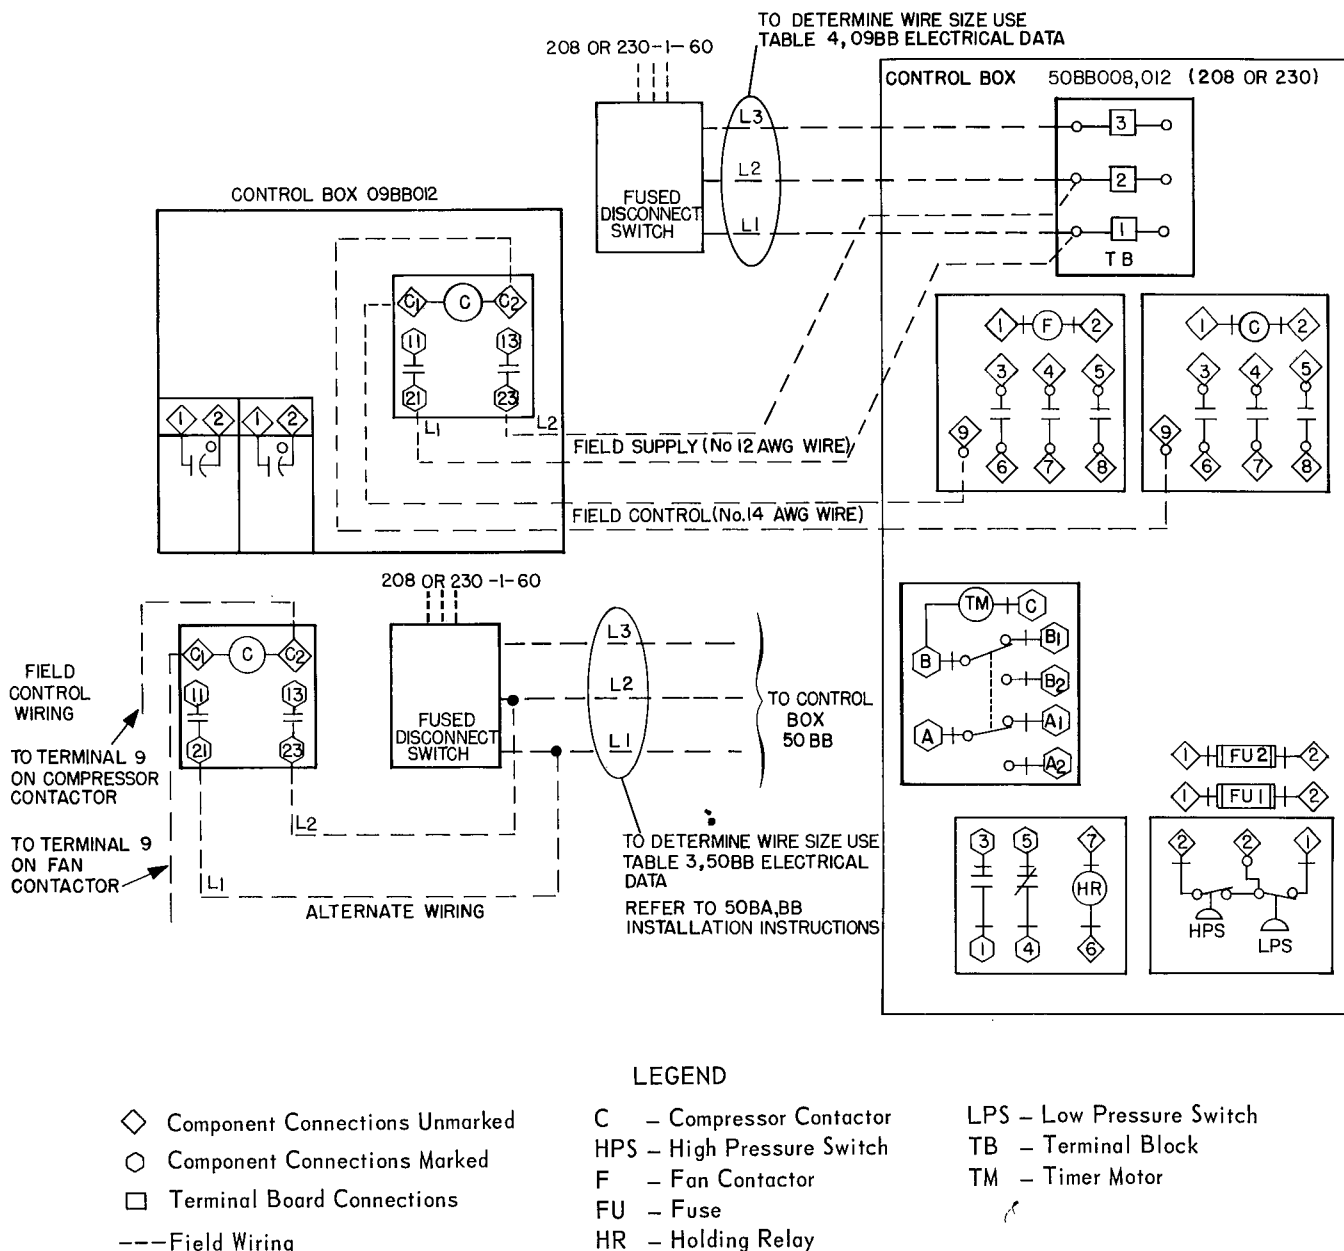 TO DETERMINE WIRE SIZE USE
TABLE 4, 09BB ELECTRICAL DATA
208 OR 230-1-60
CONTROL BOX 50BB008,012 (208 OR 230)
L3
3
L2
2
FUSED
DISCONNECT
SWITCH
L1
1
TB
CONTROL BOX 09BB012
C1
C
C2
11
13
21
23
L1
L2
1
2
1
2
FIELD SUPPLY (No 12 AWG WIRE)
FIELD CONTROL (No.14 AWG WIRE)
1
F
2
3
4
5
9
6
7
8
1
C
2
3
4
5
9
6
7
8
208 OR 230 -1-60
C1
C
C2
11
13
21
23
FIELD
CONTROL
WIRING
TO TERMINAL 9
ON COMPRESSOR
CONTACTOR
TO TERMINAL 9
ON FAN
CONTACTOR
L2
L1
ALTERNATE WIRING
FUSED
DISCONNECT
SWITCH
L3
L2
L1
TO CONTROL
BOX
50 BB
TO DETERMINE WIRE SIZE USE
TABLE 3,50BB ELECTRICAL
DATA
REFER TO 50BA,BB
INSTALLATION INSTRUCTIONS
TM
C
B
B1
B2
A
A1
A2
1
FU2
2
1
FU1
2
3
5
7
HR
1
4
6
2
2
1
HPS
LPS
LEGEND
Component Connections Unmarked
Component Connections Marked
Terminal Board Connections
---Field Wiring
C – Compressor Contactor
HPS – High Pressure Switch
F – Fan Contactor
FU – Fuse
HR – Holding Relay
LPS – Low Pressure Switch
TB – Terminal Block
TM – Timer Motor